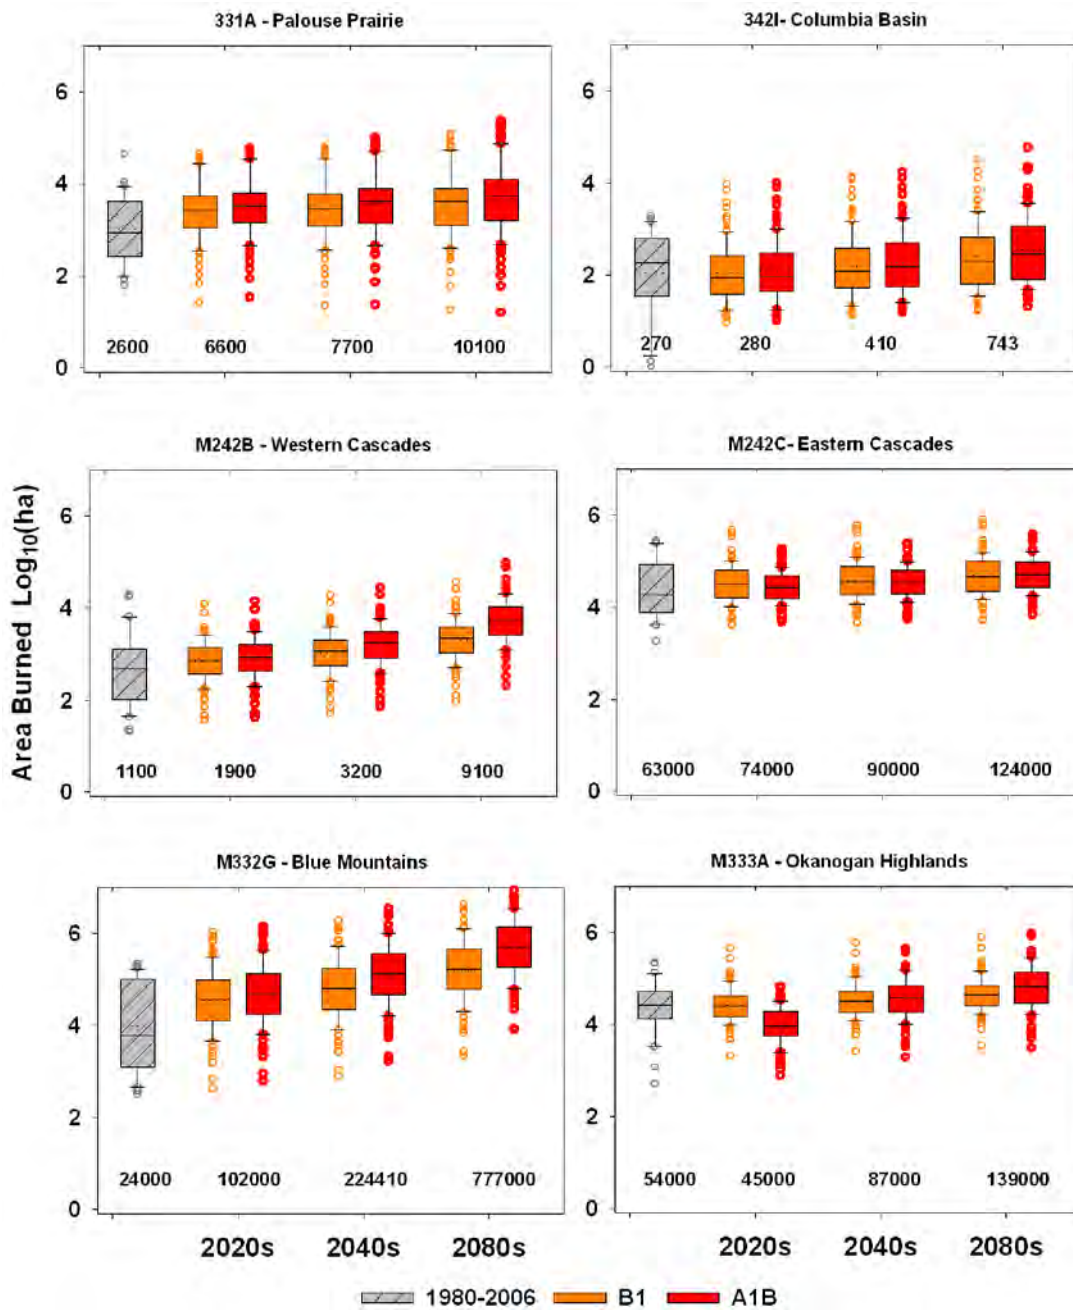 331A - Palouse Prairie
342I- Columbia Basin
6
4
2
0
2600 6600 7700 10100
6
4
2
0
270 280 410 743
M242B - Western Cascades
M242C- Eastern Cascades
Area Burned Log10(ha)
6
4
2
0
1100 1900 3200 9100
6
4
2
0
63000 74000 90000 124000
M332G - Blue Mountains
M333A - Okanogan Highlands
6
4
2
0
24000 102000 224410 777000
6
4
2
0
54000 45000 87000 139000
2020s 2040s 2080s
2020s 2040s 2080s
1980-2006 B1 A1B